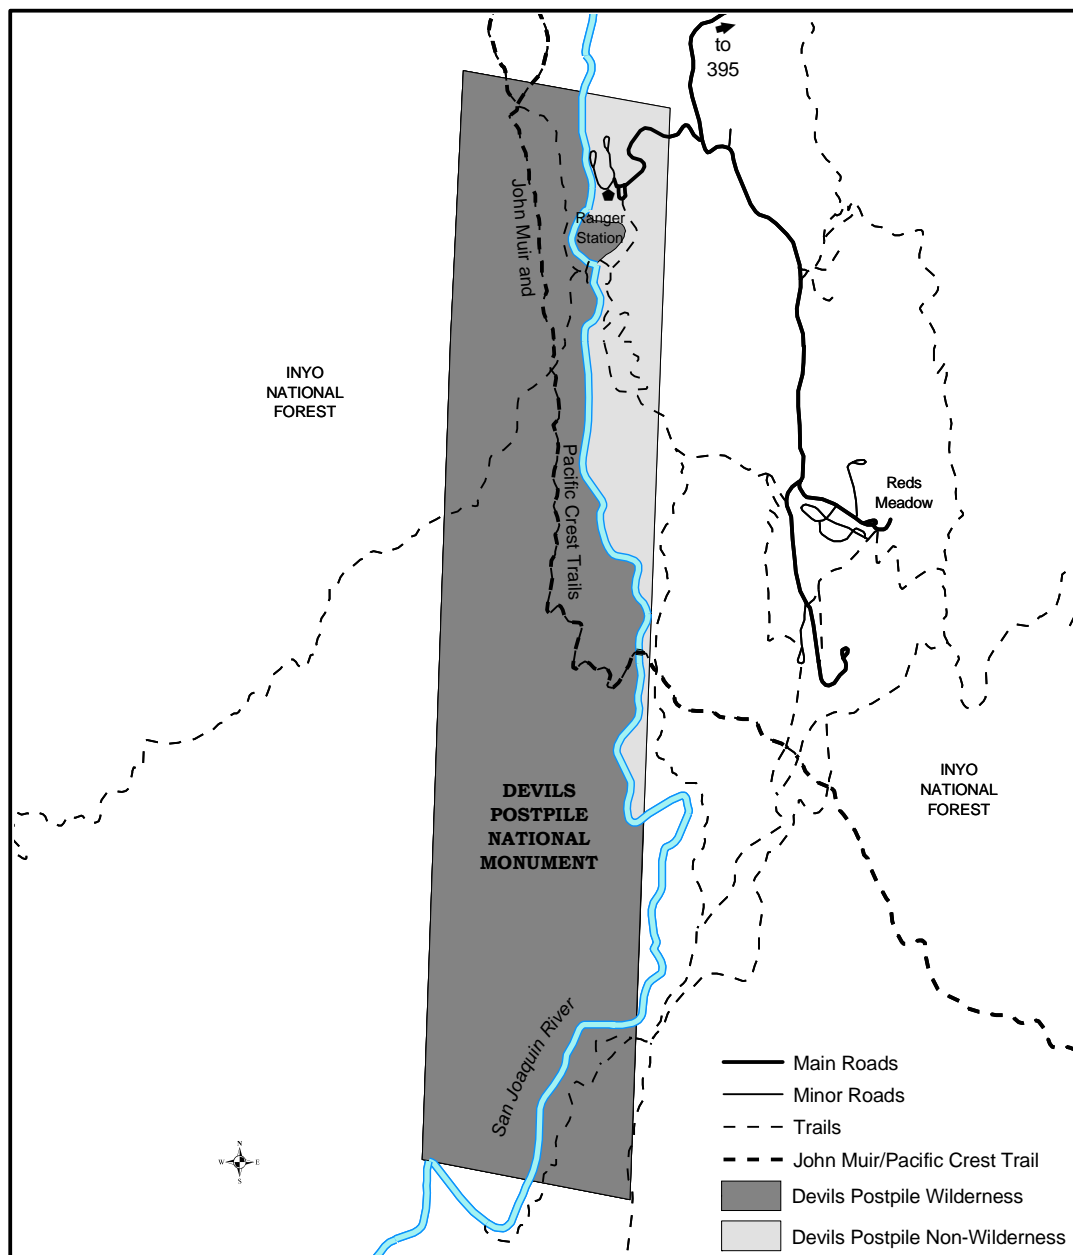 to
395
John Muir and
Ranger
Station
INYO
NATIONAL
FOREST
Pacific Crest Trails
Reds
Meadow
DEVILS
POSTPILE
NATIONAL
MONUMENT
INYO
NATIONAL
FOREST
San Joaquin River
N
W E
S
Main Roads
Minor Roads
Trails
John Muir/Pacific Crest Trail
Devils Postpile Wilderness
Devils Postpile Non-Wilderness